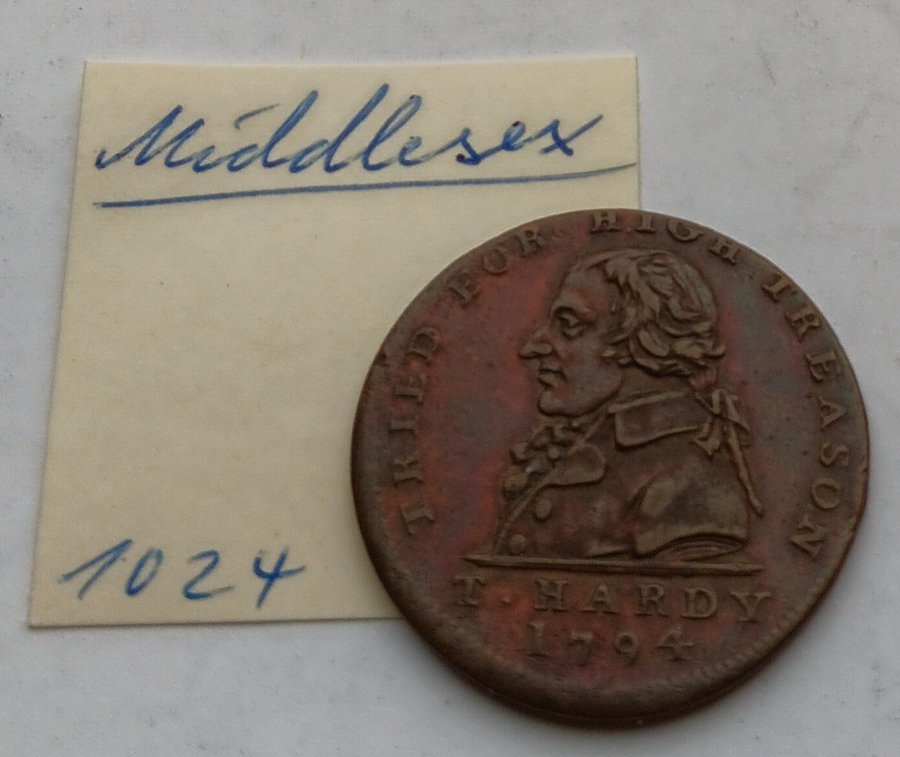 Middlesex
1024
TRIED FOR HIGH TREASON
T. HARDY
1794